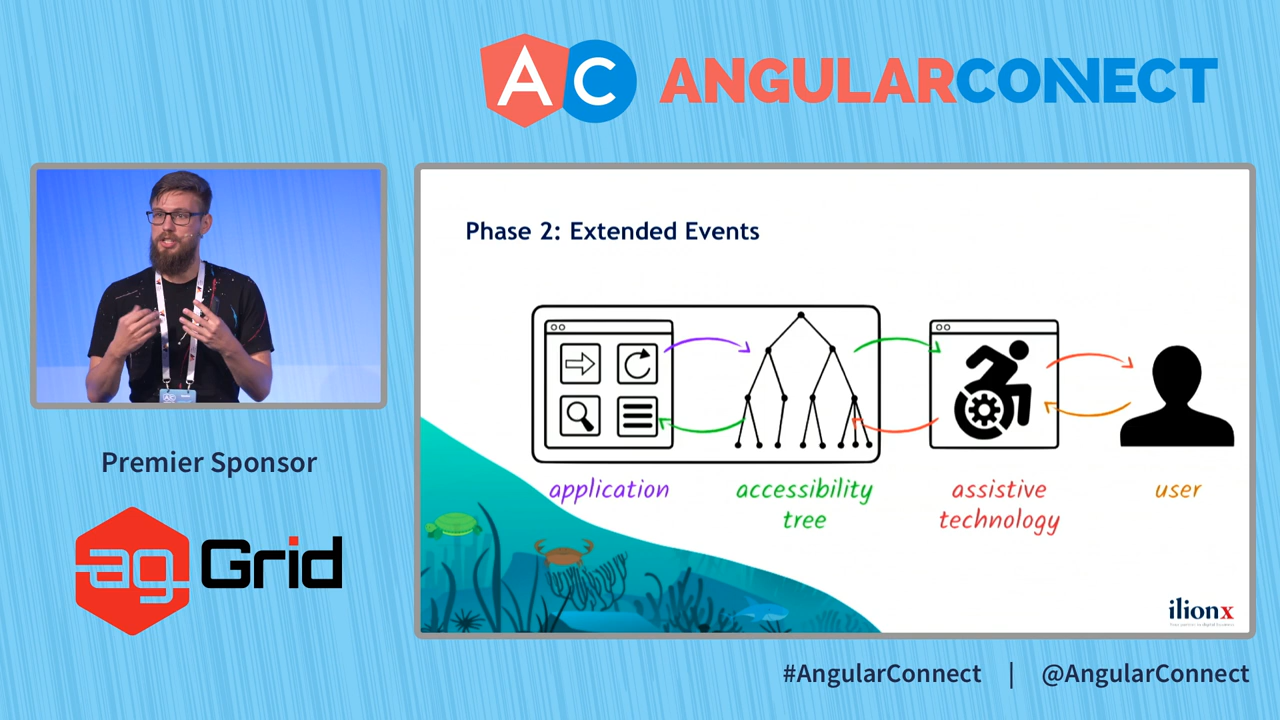 AC ANGULARCONNECT
Phase 2: Extended Events
application
accessibility
tree
assistive
technology
user
Premier Sponsor
ag Grid
ilionx
#AngularConnect | @AngularConnect